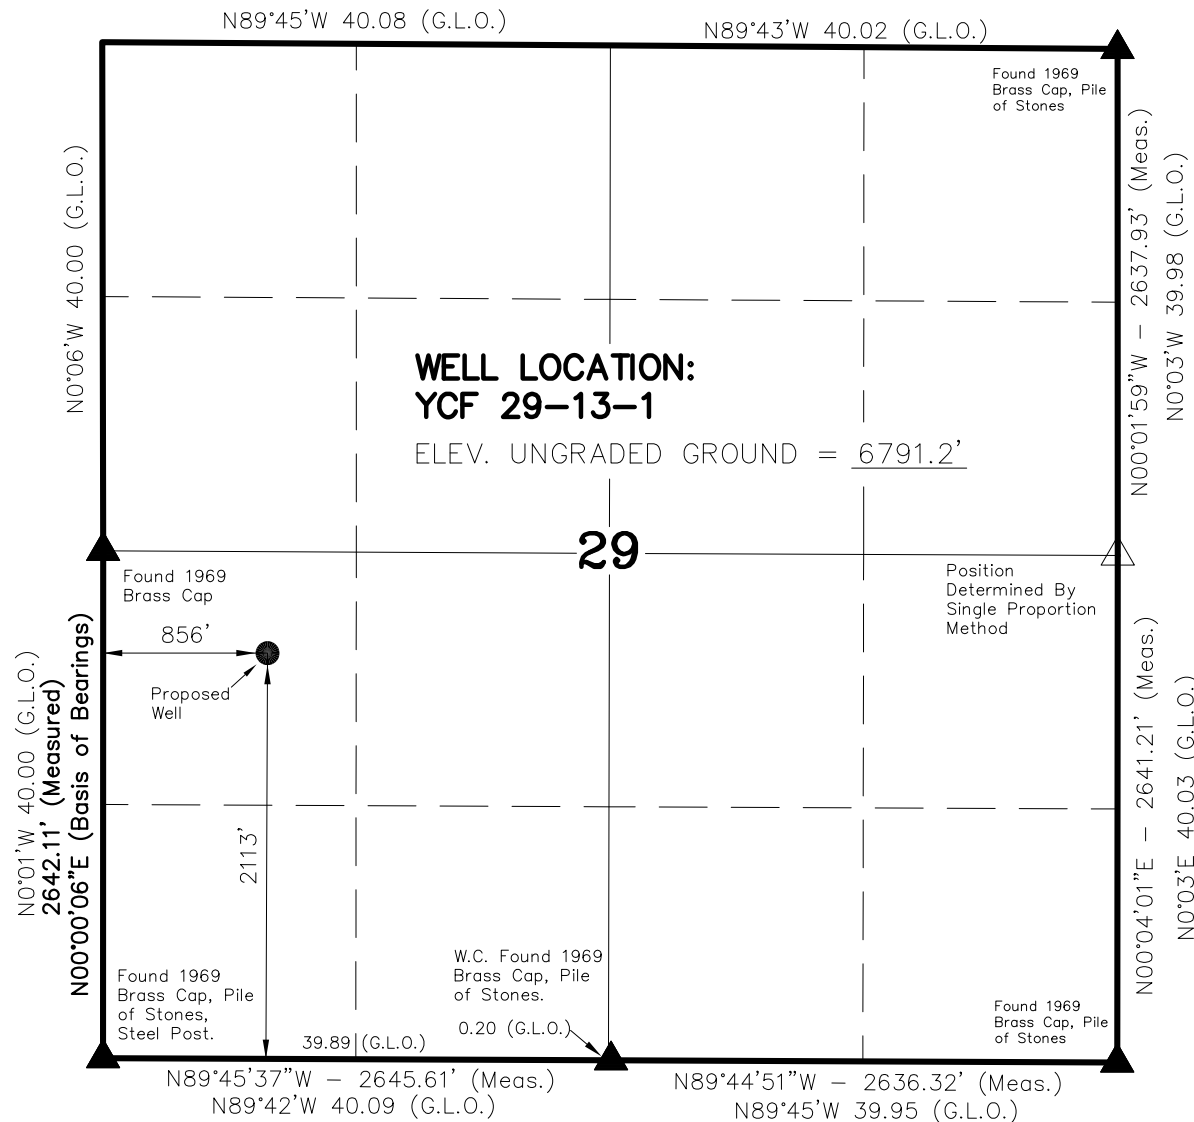 N89°45'W 40.08 (G.L.O.)
N89°43'W 40.02 (G.L.O.)
Found 1969
Brass Cap, Pile
of Stones
N0°06'W 40.00 (G.L.O.)
N00°01'59"W - 2637.93' (Meas.)
N0°03'W 39.98 (G.L.O.)
WELL LOCATION:
YCF 29-13-1
ELEV. UNGRADED GROUND = 6791.2'
29
Found 1969
Brass Cap
Position
Determined By
Single Proportion
Method
856'
Proposed
Well
2113'
N0°01'W 40.00 (G.L.O.)
2642.11' (Measured)
N00°00'06"E (Basis of Bearings)
N00°04'01"E - 2641.21' (Meas.)
N0°03'E 40.03 (G.L.O.)
Found 1969
Brass Cap, Pile
of Stones,
Steel Post.
W.C. Found 1969
Brass Cap, Pile
of Stones.
0.20 (G.L.O.)
39.89 (G.L.O.)
Found 1969
Brass Cap, Pile
of Stones
N89°45'37"W - 2645.61' (Meas.)
N89°42'W 40.09 (G.L.O.)
N89°44'51"W - 2636.32' (Meas.)
N89°45'W 39.95 (G.L.O.)